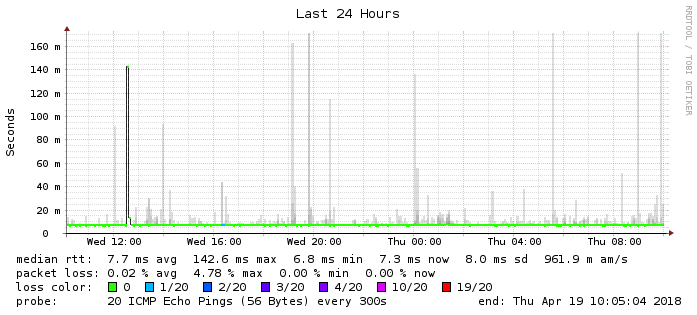 Last 24 Hours
RRDTOOL / TOBI OETIKER
Seconds
160 m
140 m
120 m
100 m
80 m
60 m
40 m
20 m
0
Wed 12:00 Wed 16:00 Wed 20:00 Thu 00:00 Thu 04:00 Thu 08:00
median rtt: 7.7 ms avg 142.6 ms max 6.8 ms min 7.3 ms now 8.0 ms sd 961.9 m am/s
packet loss: 0.02 % avg 4.78 % max 0.00 % min 0.00 % now
loss color: 0 1/20 2/20 3/20 4/20 10/20 19/20
probe: 20 ICMP Echo Pings (56 Bytes) every 300s end: Thu Apr 19 10:05:04 2018